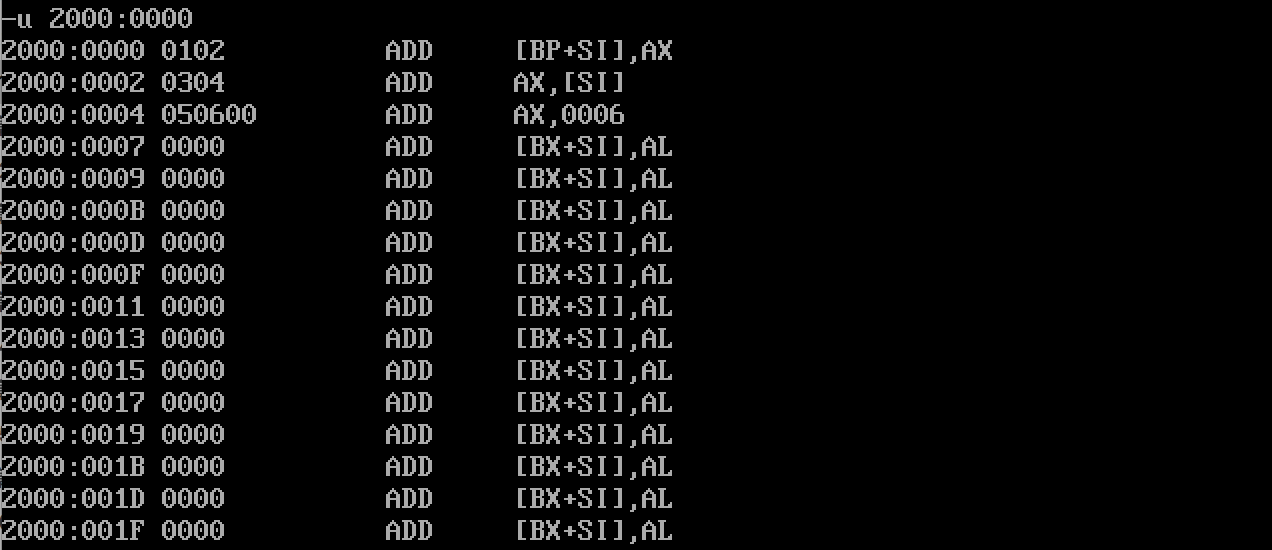 -u 2000:0000
2000:0000 0102 ADD [BP+SI],AX
2000:0002 0304 ADD AX,[SI]
2000:0004 050600 ADD AX,0006
2000:0007 0000 ADD [BX+SI],AL
2000:0009 0000 ADD [BX+SI],AL
2000:000B 0000 ADD [BX+SI],AL
2000:000D 0000 ADD [BX+SI],AL
2000:000F 0000 ADD [BX+SI],AL
2000:0011 0000 ADD [BX+SI],AL
2000:0013 0000 ADD [BX+SI],AL
2000:0015 0000 ADD [BX+SI],AL
2000:0017 0000 ADD [BX+SI],AL
2000:0019 0000 ADD [BX+SI],AL
2000:001B 0000 ADD [BX+SI],AL
2000:001D 0000 ADD [BX+SI],AL
2000:001F 0000 ADD [BX+SI],AL